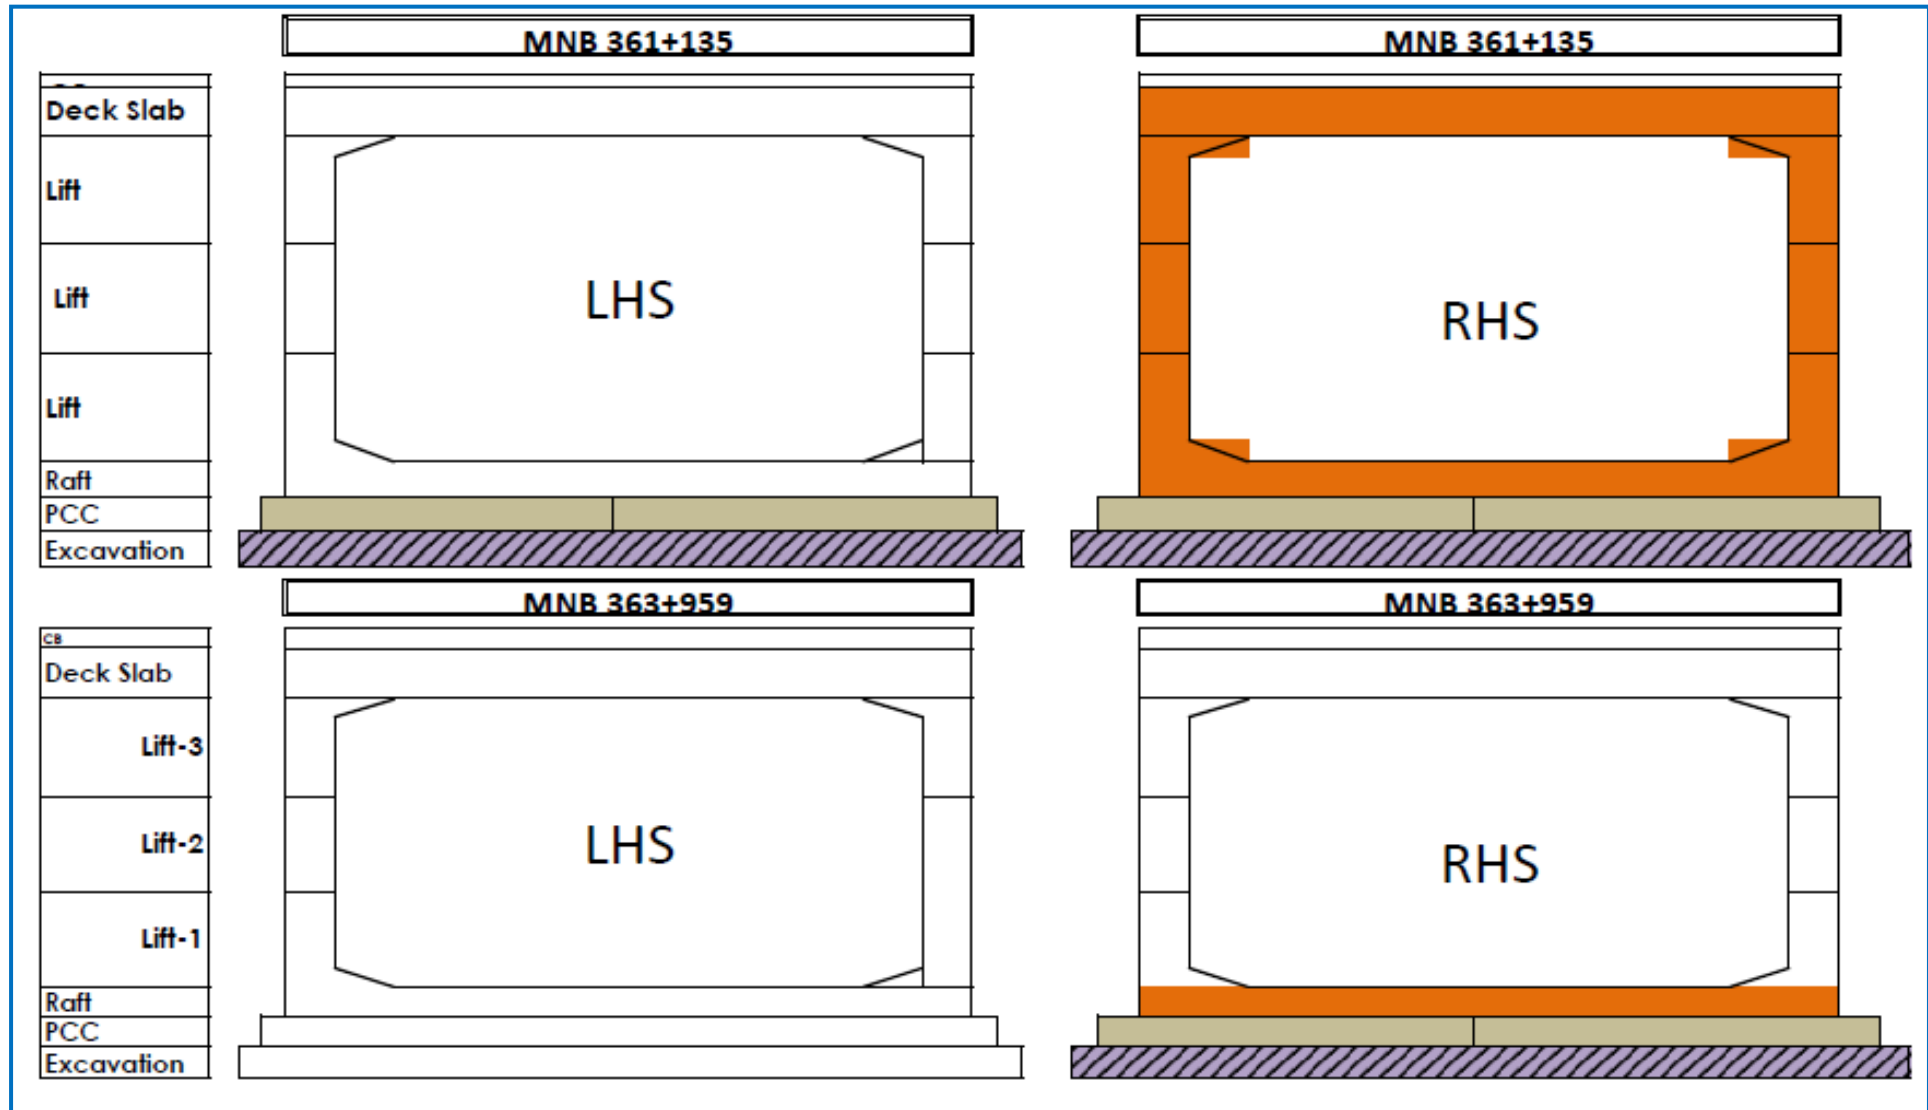 MNB 361+135
MNB 361+135
Deck Slab
Lift
Lift
Lift
Raft
PCC
Excavation
LHS
RHS
MNB 363+959
MNB 363+959
CB
Deck Slab
Lift-3
Lift-2
Lift-1
Raft
PCC
Excavation
LHS
RHS